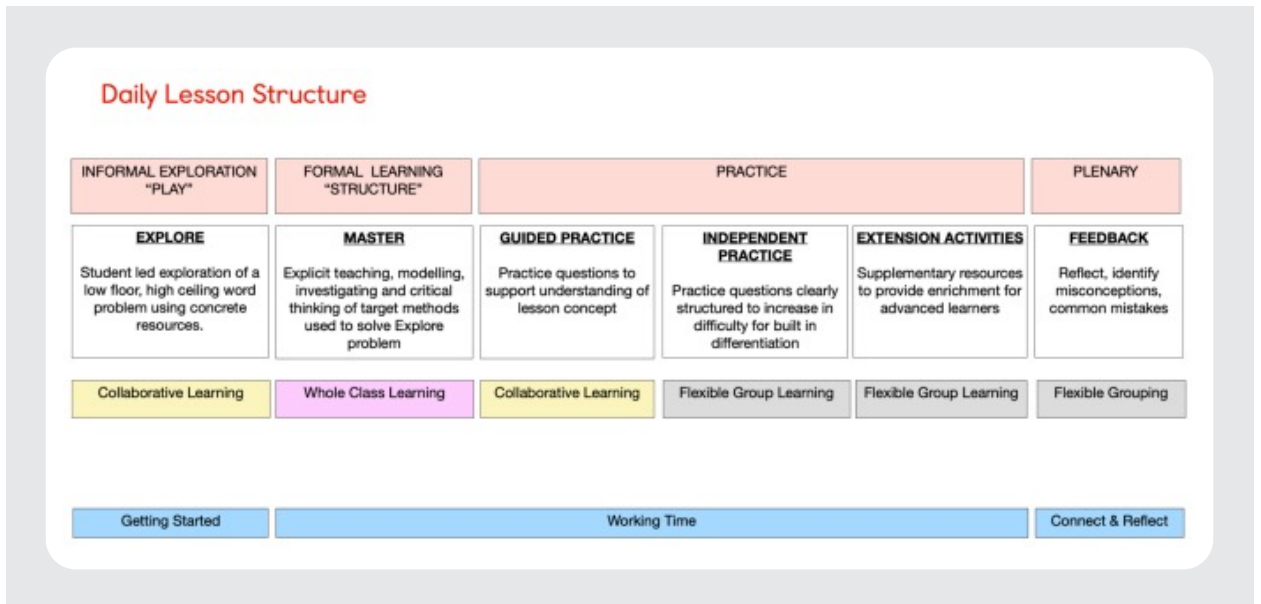 Daily Lesson Structure
INFORMAL EXPLORATION
“PLAY”
FORMAL LEARNING
“STRUCTURE”
PRACTICE
PLENARY
EXPLORE
Student led exploration of a
low floor, high ceiling word
problem using concrete
resources.
MASTER
Explicit teaching, modelling,
investigating and critical
thinking of target methods
used to solve Explore
problem
GUIDED PRACTICE
Practice questions to
support understanding of
lesson concept
INDEPENDENT
PRACTICE
Practice questions clearly
structured to increase in
difficulty for built in
differentiation
EXTENSION ACTIVITIES
Supplementary resources
to provide enrichment for
advanced learners
FEEDBACK
Reflect, identify
misconceptions,
common mistakes
Collaborative Learning
Whole Class Learning
Collaborative Learning
Flexible Group Learning
Flexible Group Learning
Flexible Grouping
Getting Started
Working Time
Connect & Reflect